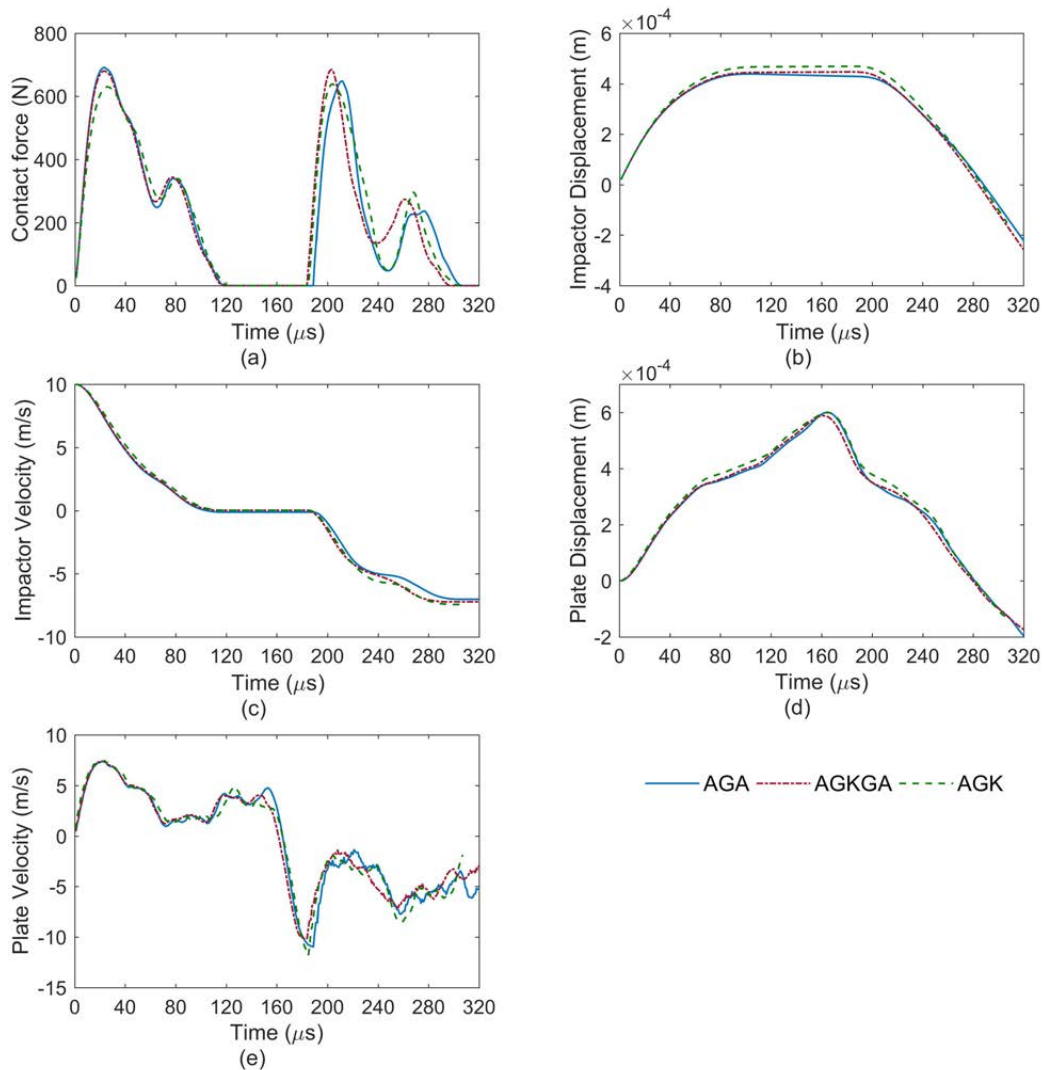 800
600
400
200
0
Contact force (N)
0 40 80 120 160 200 240 280 320
Time (μs)
(a)
×10⁻⁴
6
4
2
0
-2
-4
Impactor Displacement (m)
0 40 80 120 160 200 240 280 320
Time (μs)
(b)
10
5
0
-5
-10
Impactor Velocity (m/s)
0 40 80 120 160 200 240 280 320
Time (μs)
(c)
×10⁻⁴
6
4
2
0
-2
Plate Displacement (m)
0 40 80 120 160 200 240 280 320
Time (μs)
(d)
10
5
0
-5
-10
-15
Plate Velocity (m/s)
0 40 80 120 160 200 240 280 320
Time (μs)
(e)
AGA AGKGA AGK